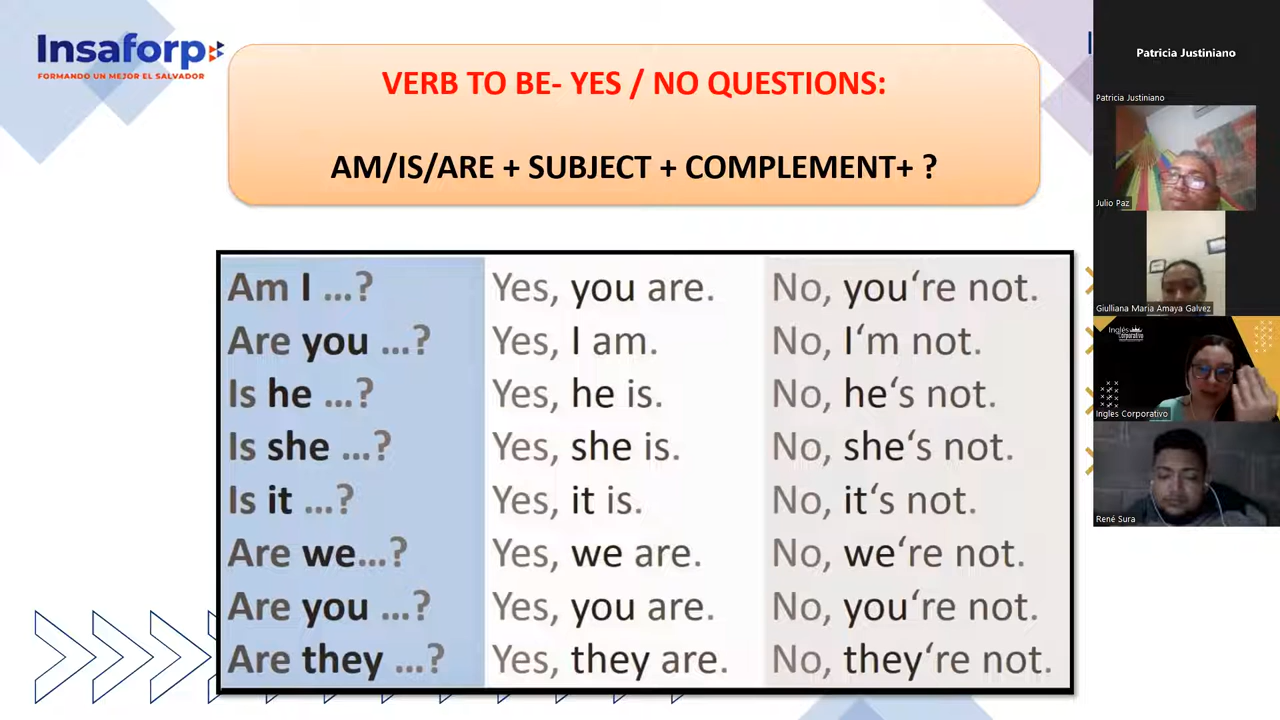 Insaforp
FORMANDO UN MEJOR EL SALVADOR
VERB TO BE- YES / NO QUESTIONS:
AM/IS/ARE + SUBJECT + COMPLEMENT+ ?
Am I ...? Yes, you are. No, you‘re not.
Are you ...? Yes, I am. No, I‘m not.
Is he ...? Yes, he is. No, he‘s not.
Is she ...? Yes, she is. No, she‘s not.
Is it ...? Yes, it is. No, it‘s not.
Are we...? Yes, we are. No, we‘re not.
Are you ...? Yes, you are. No, you‘re not.
Are they ...? Yes, they are. No, they‘re not.
Patricia Justiniano
Patricia Justiniano
Julio Paz
Giulliana Maria Amaya Galvez
Inglés
Corporativo
Ingles Corporativo
René Sura